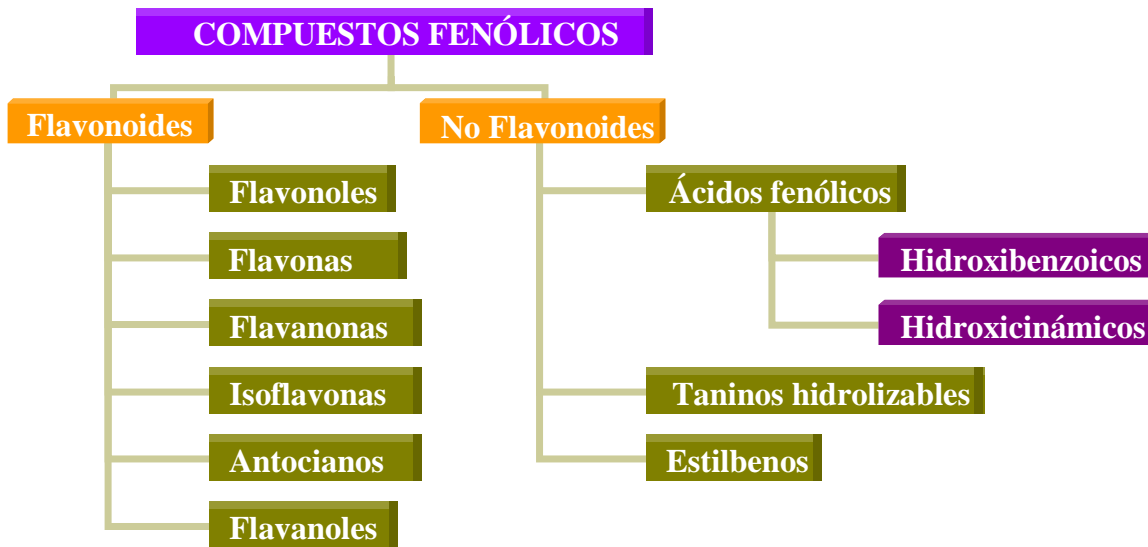 COMPUESTOS FENÓLICOS
Flavonoides
Flavonoles
Flavonas
Flavanonas
Isoflavonas
Antocianos
Flavanoles
No Flavonoides
Ácidos fenólicos
Hidroxibenzoicos
Hidroxicinámicos
Taninos hidrolizables
Estilbenos